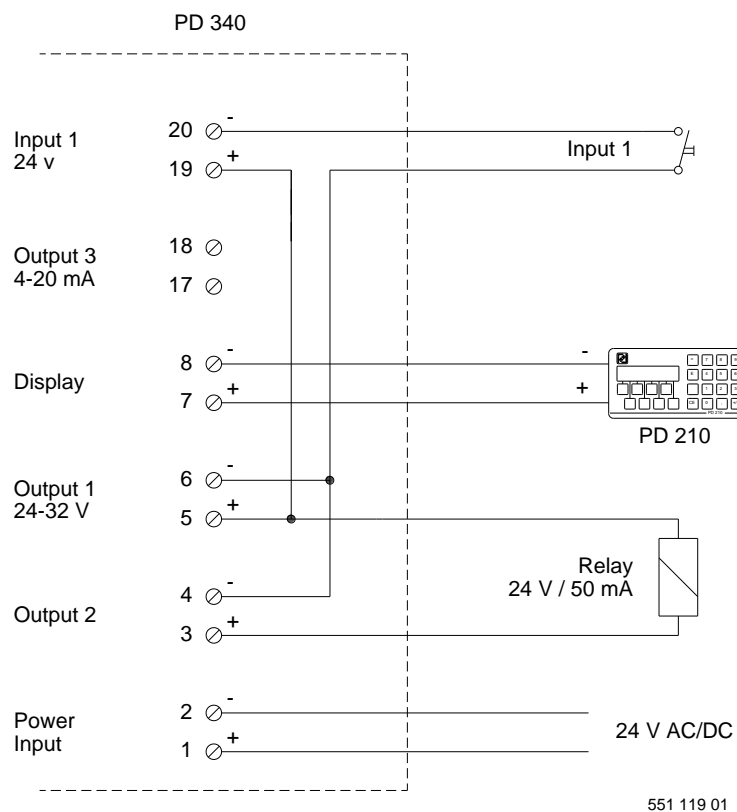 PD 340
-
20
Input 1
24 v
Input 1
+
19
18
Output 3
4-20 mA
17
-
8
-
Display
+
7
+
PD 210
-
6
Output 1
24-32 V
+
5
Relay
24 V / 50 mA
-
4
Output 2
+
3
-
2
Power
Input
24 V AC/DC
+
1
551 119 01